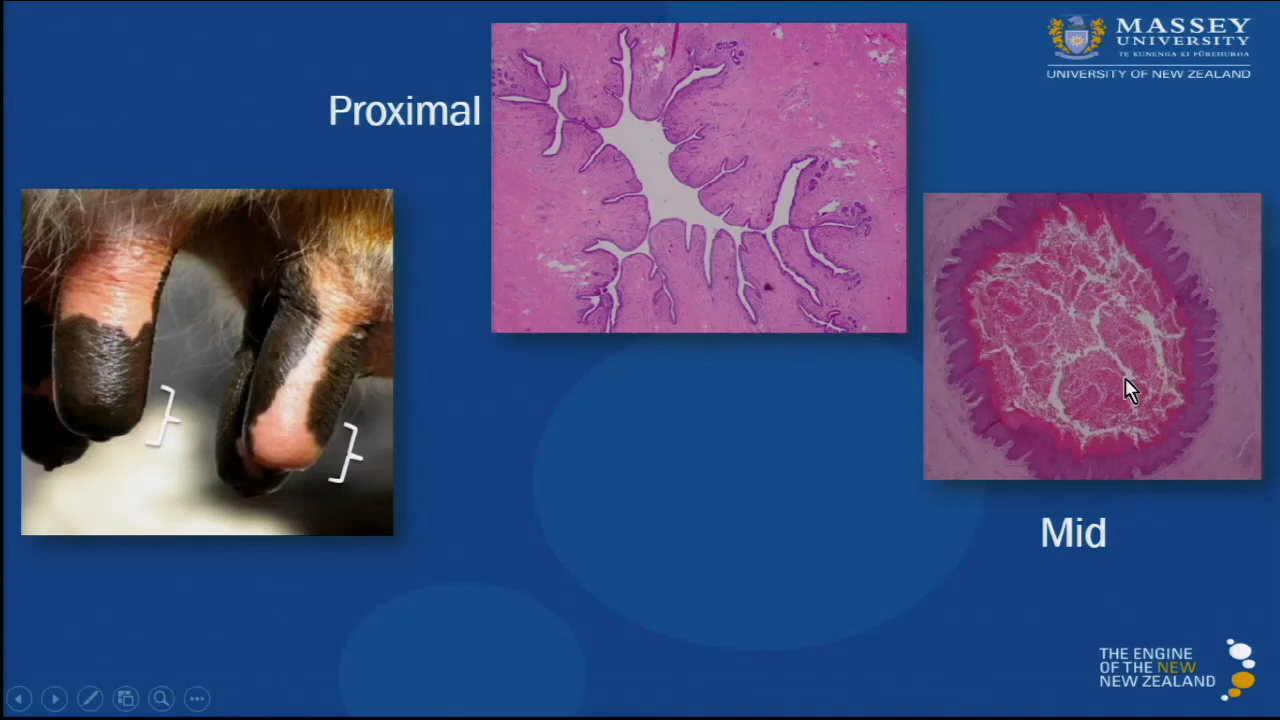 MASSEY
UNIVERSITY
TE KUNENGA KI PŪREHUROA
UNIVERSITY OF NEW ZEALAND
Proximal
Mid
THE ENGINE
OF THE NEW
NEW ZEALAND